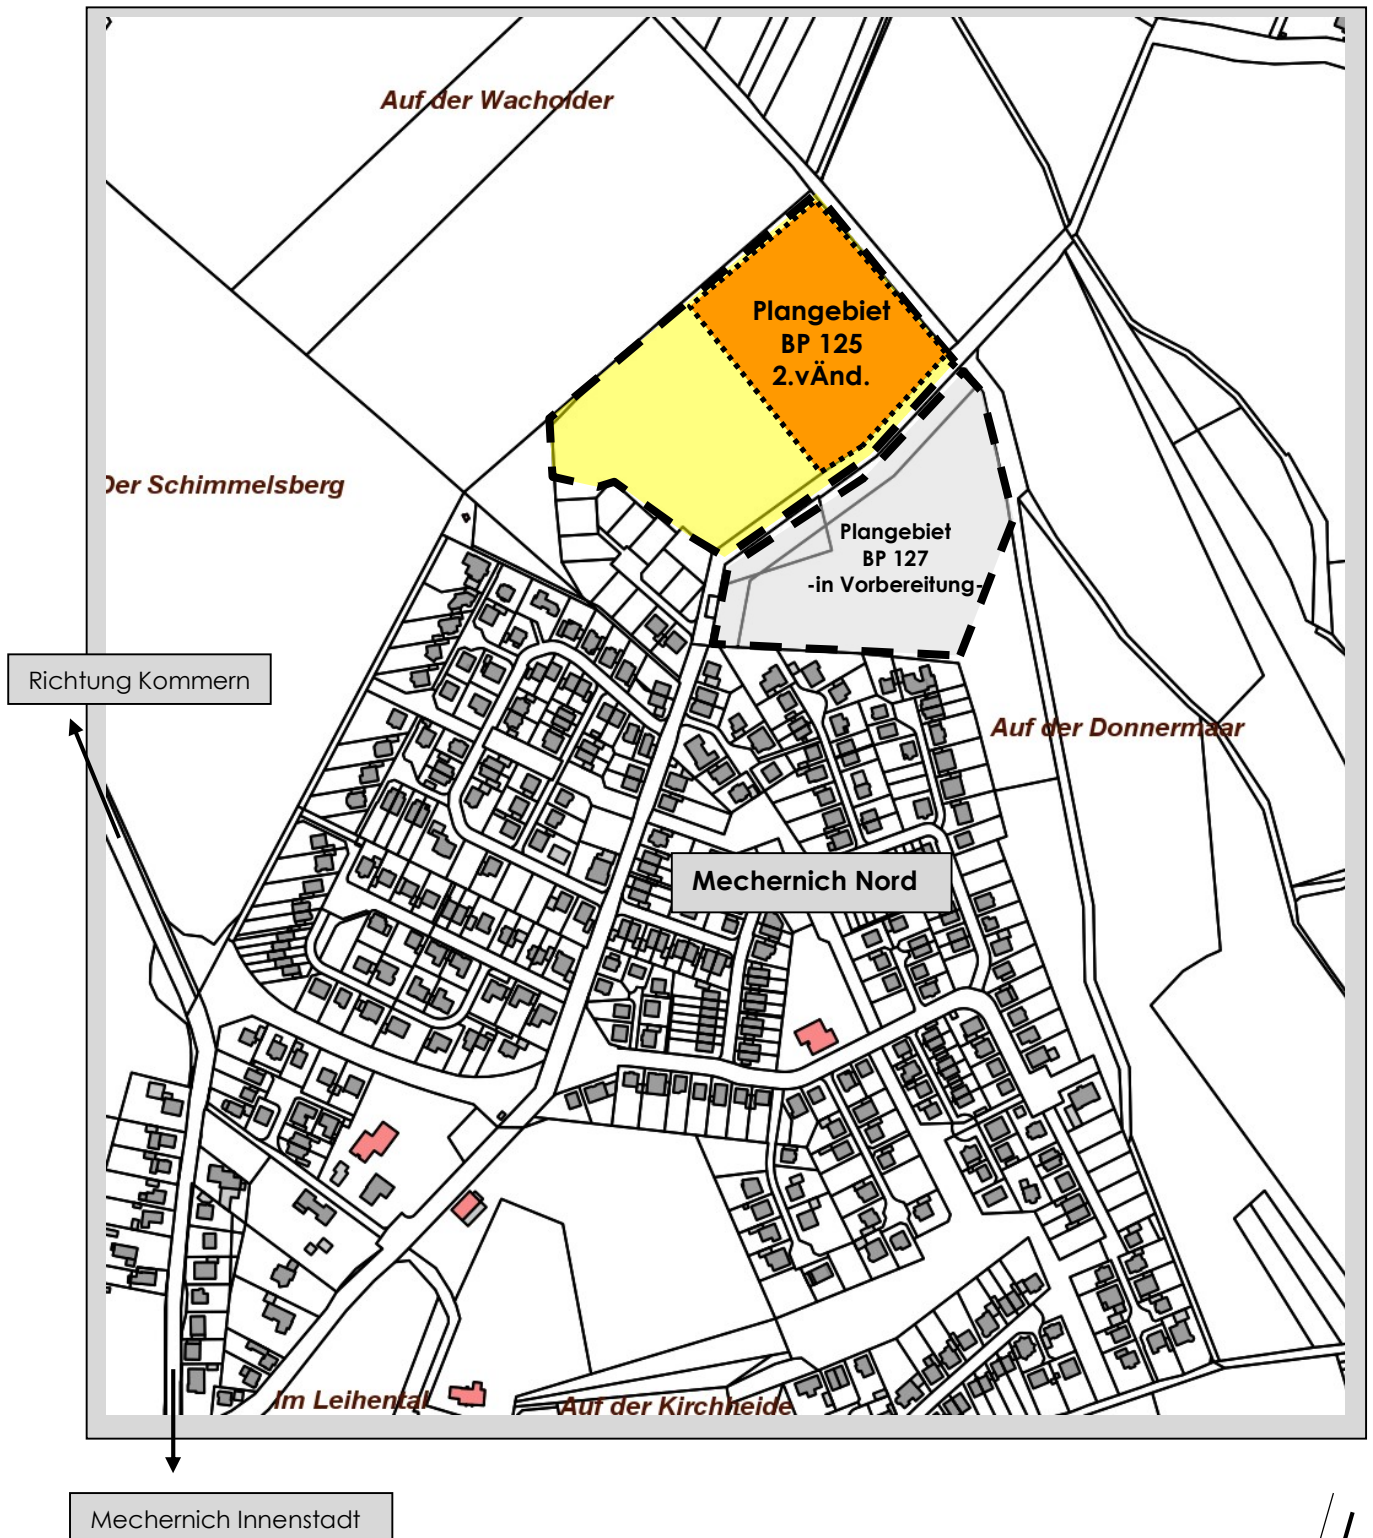 Auf der Wacholder
Plangebiet
BP 125
2.vÄnd.
Der Schimmelsberg
Plangebiet
BP 127
-in Vorbereitung-
Richtung Kommern
Auf der Donnermaar
Mechernich Nord
Im Leihental
Auf der Kirchheide
Mechernich Innenstadt